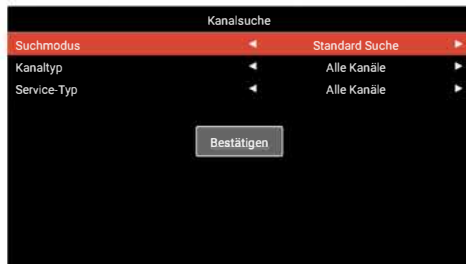 Kanalsuche
Suchmodus ◄ Standard Suche ►
Kanaltyp ◄ Alle Kanäle ►
Service-Typ ◄ Alle Kanäle ►
Bestätigen